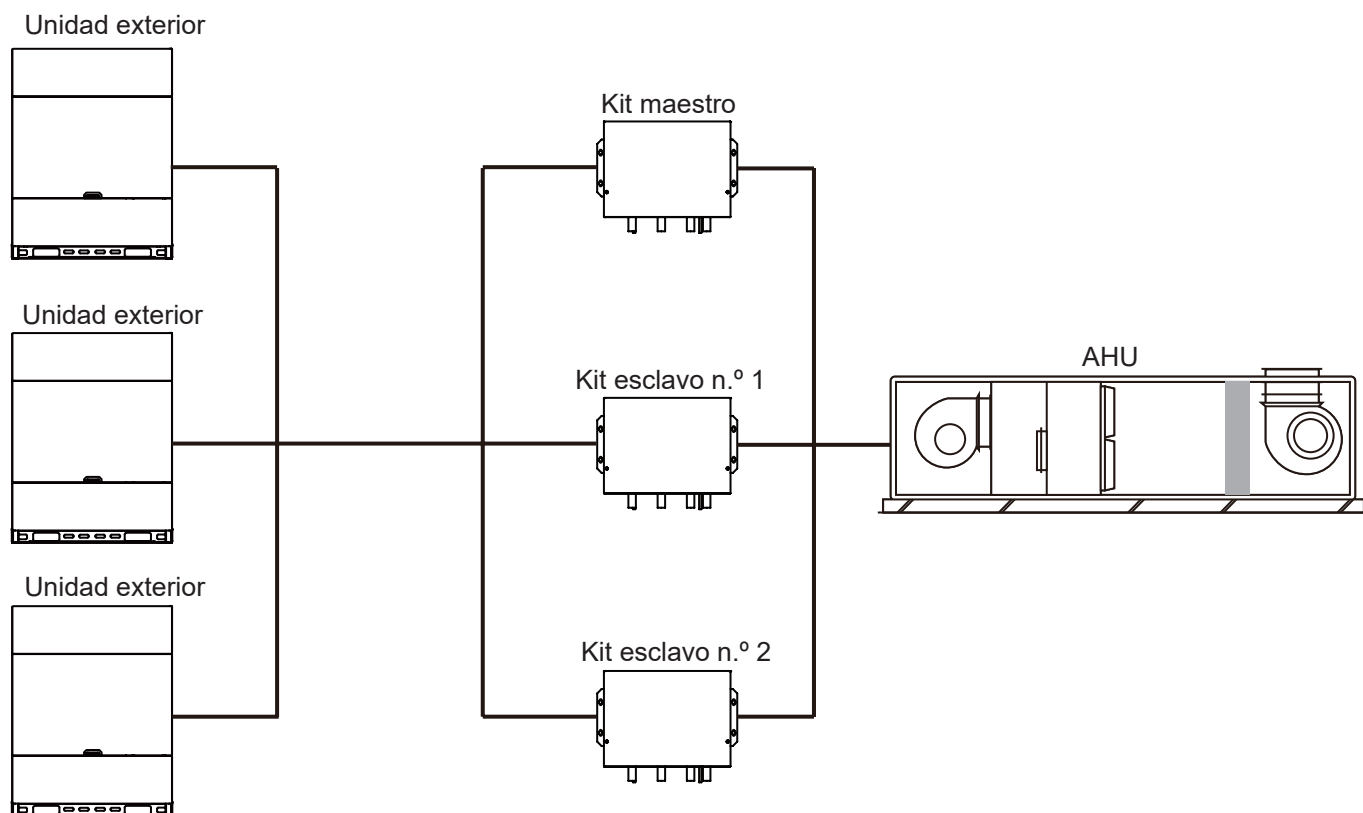 Unidad exterior
Kit maestro
Unidad exterior
AHU
Kit esclavo n.º 1
Unidad exterior
Kit esclavo n.º 2